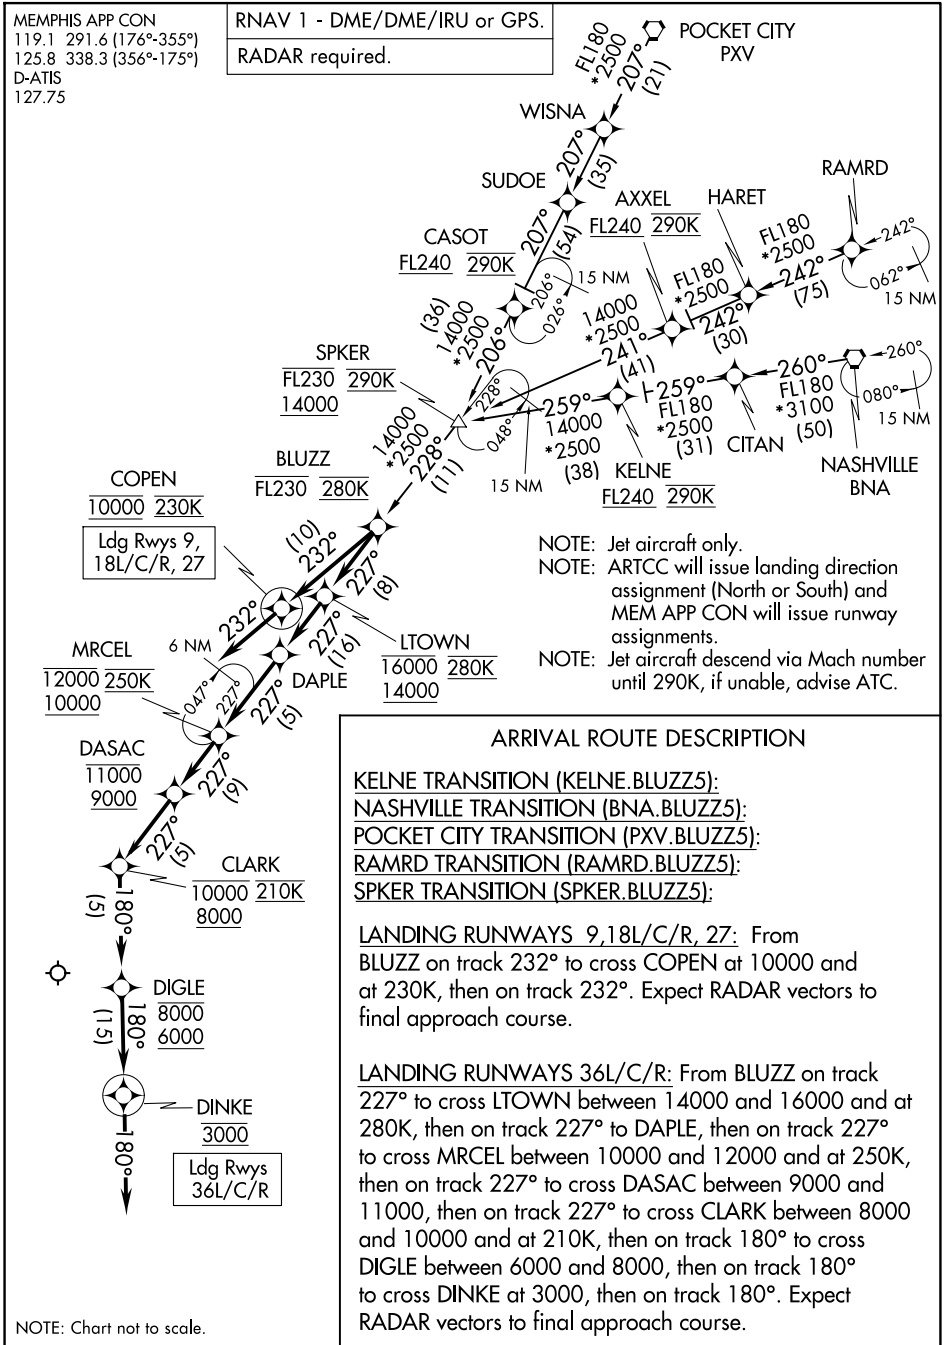 MEMPHIS APP CON
119.1 291.6 (176°-355°)
125.8 338.3 (356°-175°)
D-ATIS
127.75
RNAV 1 - DME/DME/IRU or GPS.
RADAR required.
POCKET CITY
PXV
FL180
*2500
207°
(21)
WISNA
207°
(35)
SUDOE
207°
(54)
CASOT
FL240 290K
206°
026°
15 NM
(36)
14000
*2500
206°
AXXEL
FL240 290K
HARET
RAMRD
242°
062°
15 NM
FL180
*2500
242°
(75)
FL180
*2500
242°
(30)
14000
*2500
241°
(41)
SPKER
FL230 290K
14000
228°
048°
15 NM
260°
080°
15 NM
260°
FL180
*3100
(50)
259°
FL180
*2500
(31)
CITAN
NASHVILLE
BNA
259°
14000
*2500
(38)
KELNE
FL240 290K
14000
*2500
228°
(11)
BLUZZ
FL230 280K
COPEN
10000 230K
Ldg Rwys 9,
18L/C/R, 27
(10)
232°
232°
227°
(8)
LTOWN
16000 280K
14000
227°
(16)
DAPLE
MRCEL
12000 250K
10000
6 NM
047°
227°
227°
(5)
DASAC
11000
9000
227°
(9)
227°
(5)
CLARK
10000 210K
8000
180°
(5)
DIGLE
8000
6000
180°
(15)
DINKE
3000
Ldg Rwys
36L/C/R
180°
NOTE: Jet aircraft only.
NOTE: ARTCC will issue landing direction
assignment (North or South) and
MEM APP CON will issue runway
assignments.
NOTE: Jet aircraft descend via Mach number
until 290K, if unable, advise ATC.
ARRIVAL ROUTE DESCRIPTION
KELNE TRANSITION (KELNE.BLUZZ5):
NASHVILLE TRANSITION (BNA.BLUZZ5):
POCKET CITY TRANSITION (PXV.BLUZZ5):
RAMRD TRANSITION (RAMRD.BLUZZ5):
SPKER TRANSITION (SPKER.BLUZZ5):
LANDING RUNWAYS 9,18L/C/R, 27: From
BLUZZ on track 232° to cross COPEN at 10000 and
at 230K, then on track 232°. Expect RADAR vectors to
final approach course.
LANDING RUNWAYS 36L/C/R: From BLUZZ on track
227° to cross LTOWN between 14000 and 16000 and at
280K, then on track 227° to DAPLE, then on track 227°
to cross MRCEL between 10000 and 12000 and at 250K,
then on track 227° to cross DASAC between 9000 and
11000, then on track 227° to cross CLARK between 8000
and 10000 and at 210K, then on track 180° to cross
DIGLE between 6000 and 8000, then on track 180°
to cross DINKE at 3000, then on track 180°. Expect
RADAR vectors to final approach course.
NOTE: Chart not to scale.